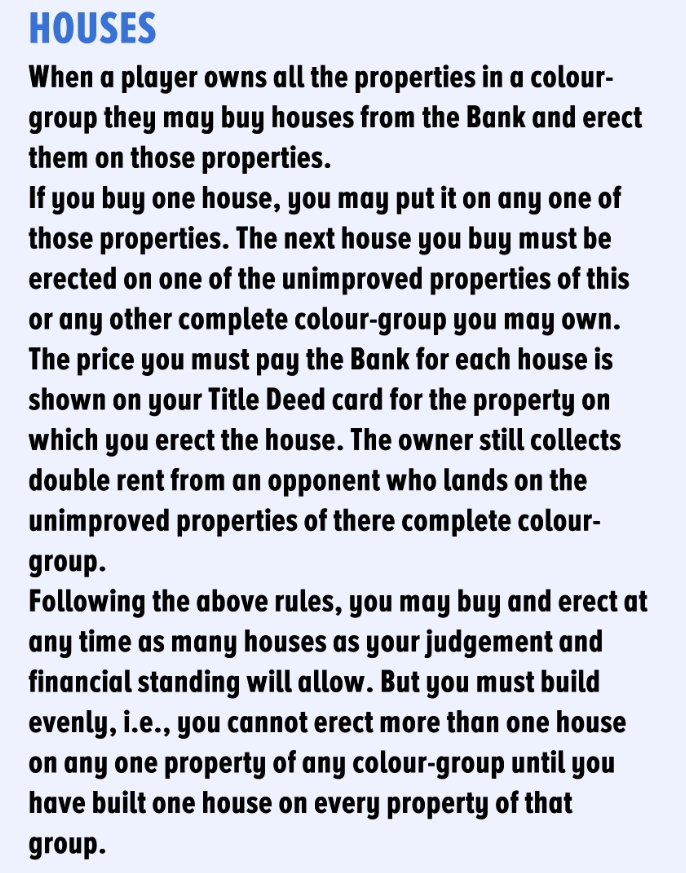 HOUSES
When a player owns all the properties in a colour-
group they may buy houses from the Bank and erect
them on those properties.
If you buy one house, you may put it on any one of
those properties. The next house you buy must be
erected on one of the unimproved properties of this
or any other complete colour-group you may own.
The price you must pay the Bank for each house is
shown on your Title Deed card for the property on
which you erect the house. The owner still collects
double rent from an opponent who lands on the
unimproved properties of there complete colour-
group.
Following the above rules, you may buy and erect at
any time as many houses as your judgement and
financial standing will allow. But you must build
evenly, i.e., you cannot erect more than one house
on any one property of any colour-group until you
have built one house on every property of that
group.